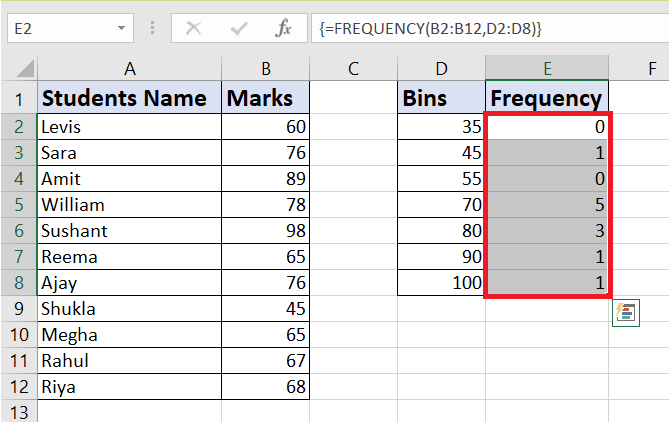 E2 fx {=FREQUENCY(B2:B12,D2:D8)}
A B C D E F
1 Students Name Marks Bins Frequency
2 Levis 60 35 0
3 Sara 76 45 1
4 Amit 89 55 0
5 William 78 70 5
6 Sushant 98 80 3
7 Reema 65 90 1
8 Ajay 76 100 1
9 Shukla 45
10 Megha 65
11 Rahul 67
12 Riya 68
13